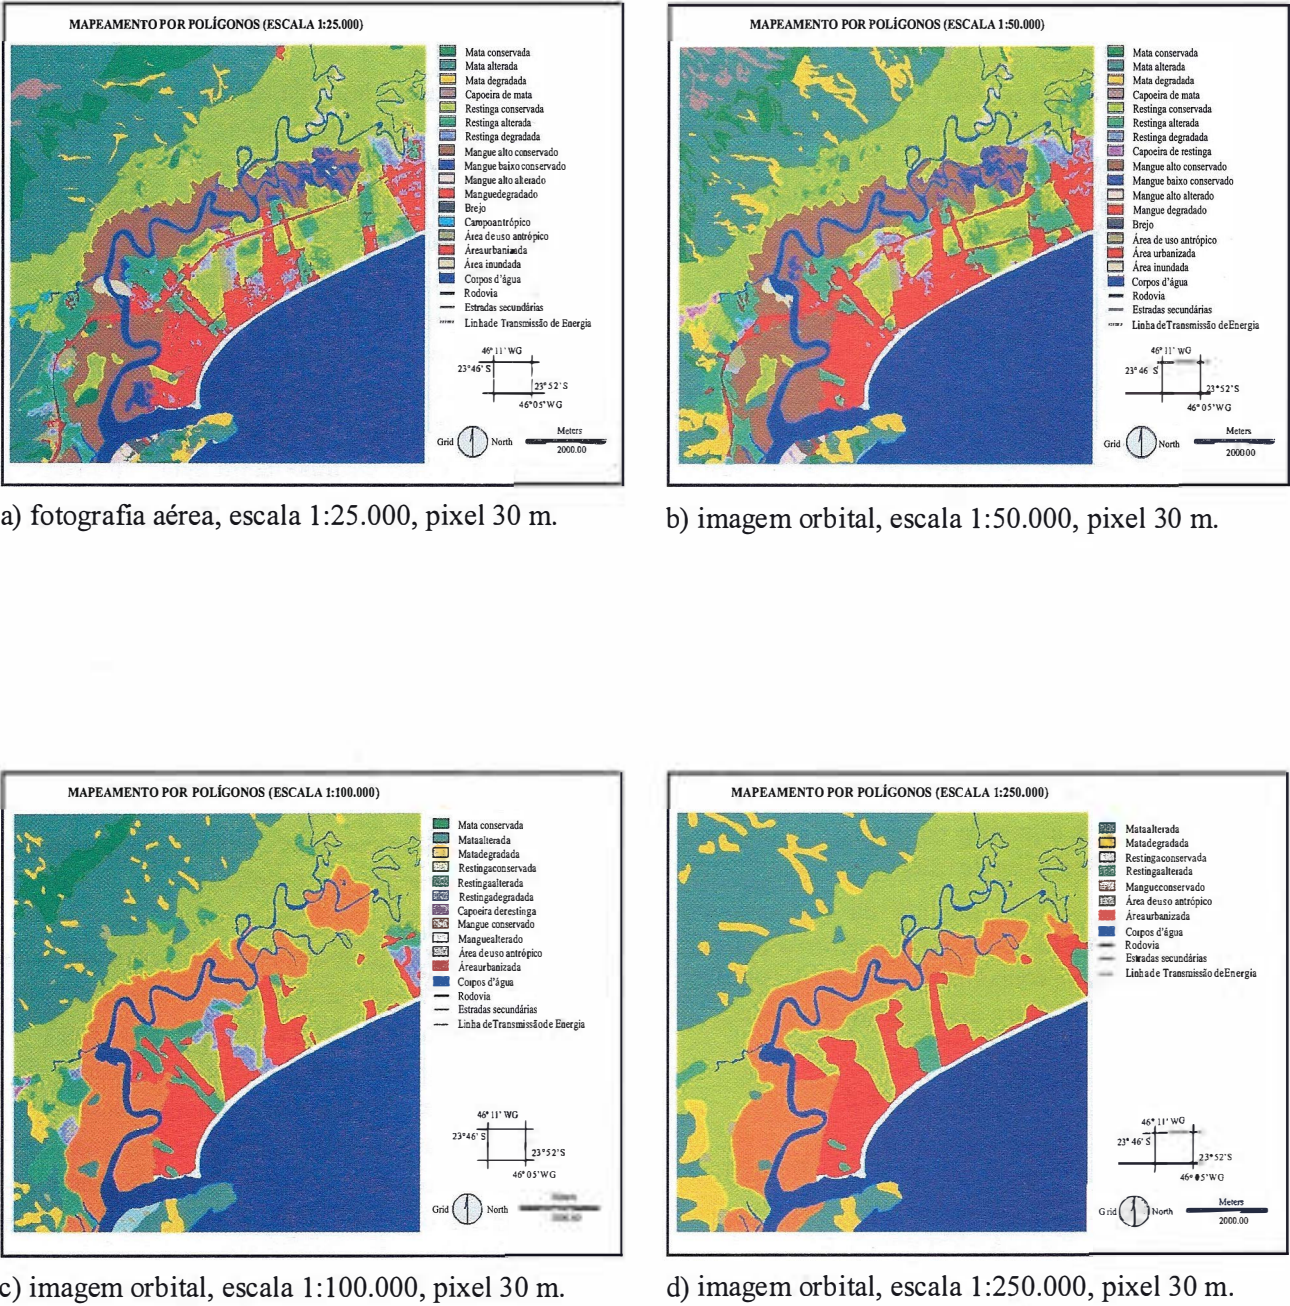 MAPEAMENTO POR POLÍGONOS (ESCALA 1:25.000)
Mata conservada
Mata alterada
Mata degradada
Capoeira de mata
Restinga conservada
Restinga alterada
Restinga degradada
Mangue alto conservado
Mangue baixo conservado
Mangue alto alterado
Manguedegradado
Brejo
Campoantrópico
Área de uso antrópico
Áreaurbanizada
Área inundada
Corpos d'água
Rodovia
Estradas secundárias
Linhade Transmissão de Energia
46° 11' WG
23° 46' S
23° 52' S
46° 05' WG
Grid North
Meters
2000.00
a) fotografia aérea, escala 1:25.000, pixel 30 m.
MAPEAMENTO POR POLÍGONOS (ESCALA 1:50.000)
Mata conservada
Mata alterada
Mata degradada
Capoeira de mata
Restinga conservada
Restinga alterada
Restinga degradada
Capoeira de restinga
Mangue alto conservado
Mangue baixo conservado
Mangue alto alterado
Mangue degradado
Brejo
Área de uso antrópico
Área urbanizada
Área inundada
Corpos d'água
Rodovia
Estradas secundárias
Linha deTransmissão deEnergia
46° 11' WG
23° 46' S
23° 52' S
46° 05' WG
Grid North
Meters
2000.00
b) imagem orbital, escala 1:50.000, pixel 30 m.
MAPEAMENTO POR POLÍGONOS (ESCALA 1:100.000)
Mata conservada
Mataalterada
Matadegradada
Restingaconservada
Restingaalterada
Restingadegradada
Capoeira derestinga
Mangue conservado
Manguealterado
Área deuso antrópico
Áreaurbanizada
Corpos d'água
Rodovia
Estradas secundárias
Linha deTransmissãode Energia
46° 11' WG
23° 46' S
23° 52' S
46° 05' WG
Grid North
c) imagem orbital, escala 1:100.000, pixel 30 m.
MAPEAMENTO POR POLÍGONOS (ESCALA 1:250.000)
Mataalterada
Matadegradada
Restingaconservada
Restingaalterada
Mangueconservado
Área deuso antrópico
Áreaurbanizada
Corpos d'água
Rodovia
Estradas secundárias
Linhade Transmissão deEnergia
46° 11' WG
23° 46' S
23° 52' S
Grid North
Meters
2000.00
d) imagem orbital, escala 1:250.000, pixel 30 m.